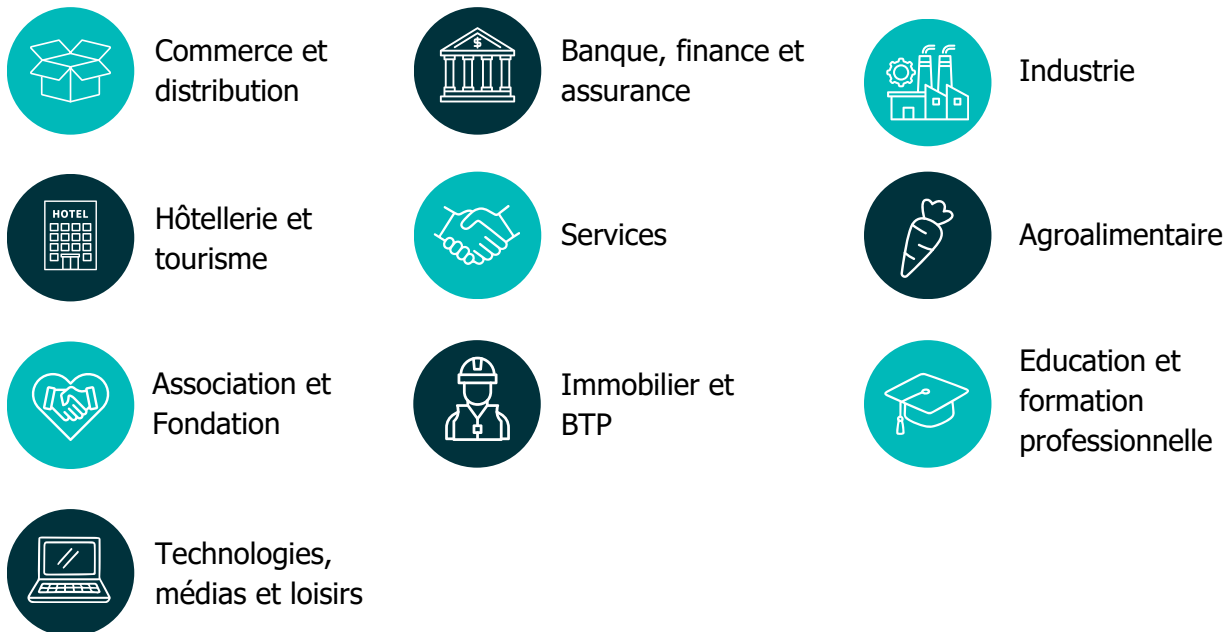 Commerce et
distribution
$
Banque, finance et
assurance
Industrie
HOTEL
Hôtellerie et
tourisme
Services
Agroalimentaire
Association et
Fondation
Immobilier et
BTP
Education et
formation
professionnelle
Technologies,
médias et loisirs